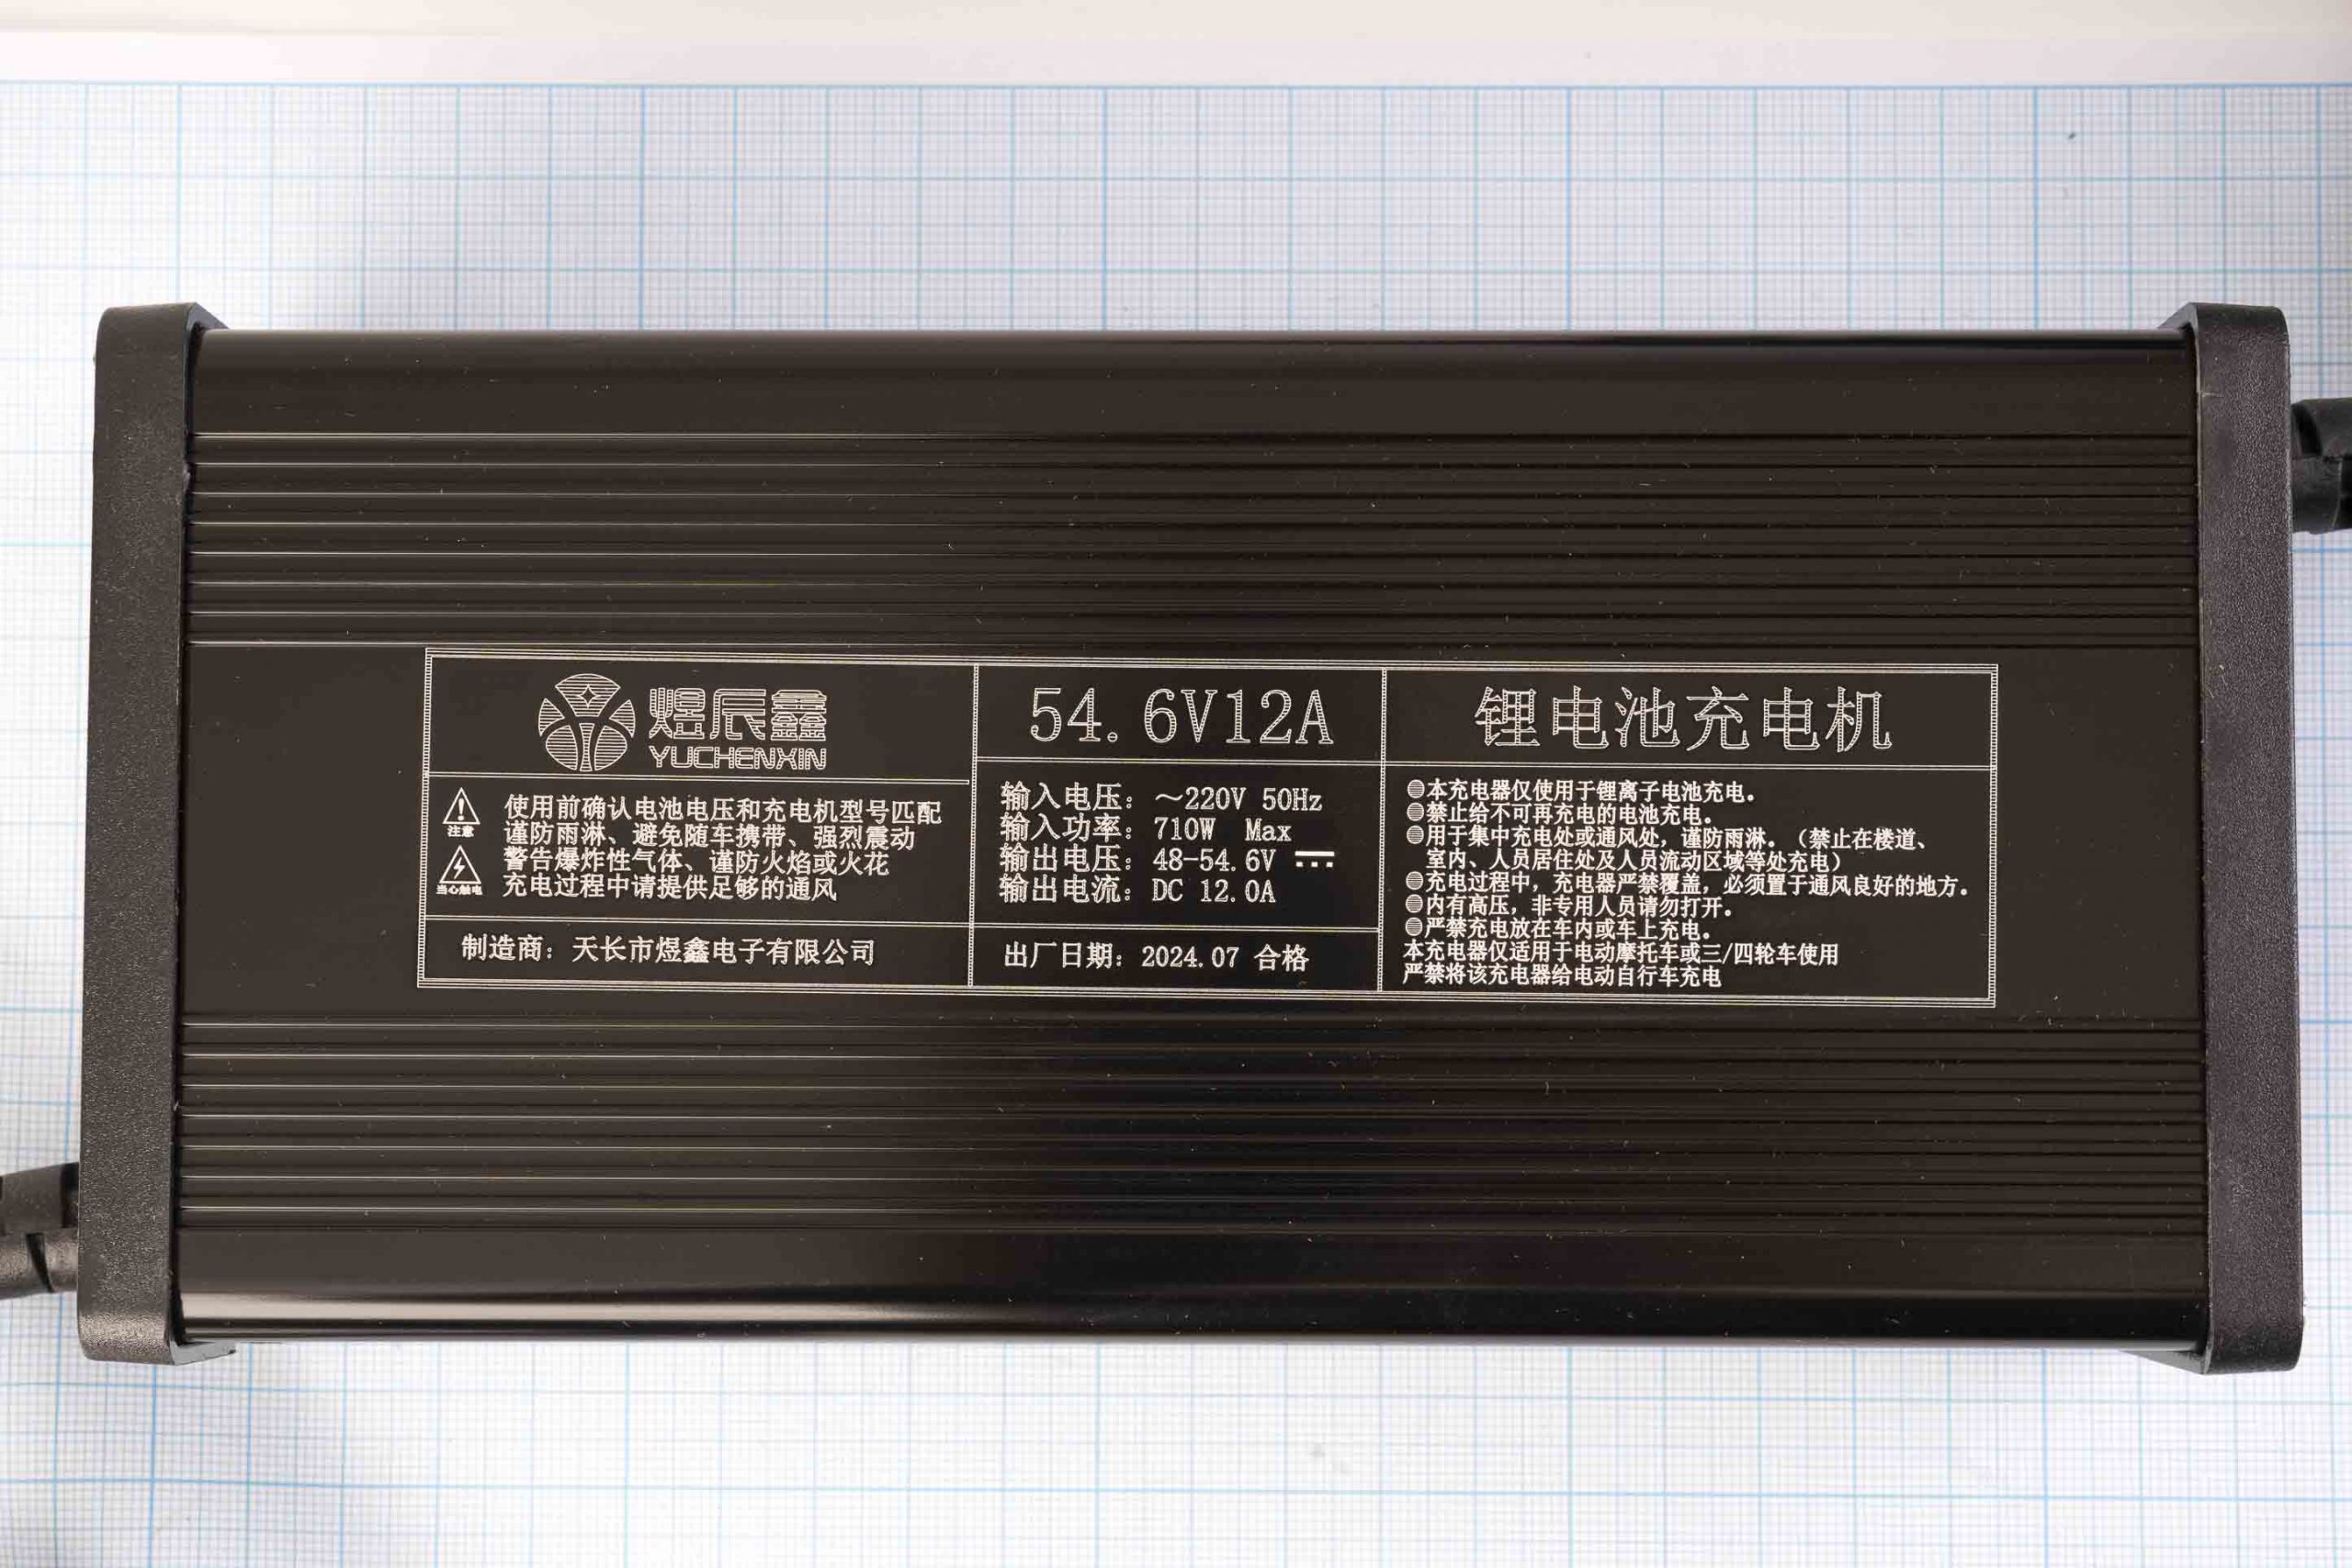 煜辰鑫
YUCHENXIN
注意
当心触电
使用前确认电池电压和充电机型号匹配
谨防雨淋、避免随车携带、强烈震动
警告爆炸性气体、谨防火焰或火花
充电过程中请提供足够的通风
制造商：天长市煜鑫电子有限公司
54.6V12A
输入电压：～220V 50Hz
输入功率：710W Max
输出电压：48-54.6V
输出电流：DC 12.0A
出厂日期：2024.07 合格
锂电池充电机
●本充电器仅使用于锂离子电池充电。
●禁止给不可再充电的电池充电。
●用于集中充电处或通风处，谨防雨淋。（禁止在楼道、
室内、人员居住处及人员流动区域等处充电）
●充电过程中，充电器严禁覆盖，必须置于通风良好的地方。
●内有高压，非专用人员请勿打开。
●严禁充电放在车内或车上充电。
本充电器仅适用于电动摩托车或三/四轮车使用
严禁将该充电器给电动自行车充电